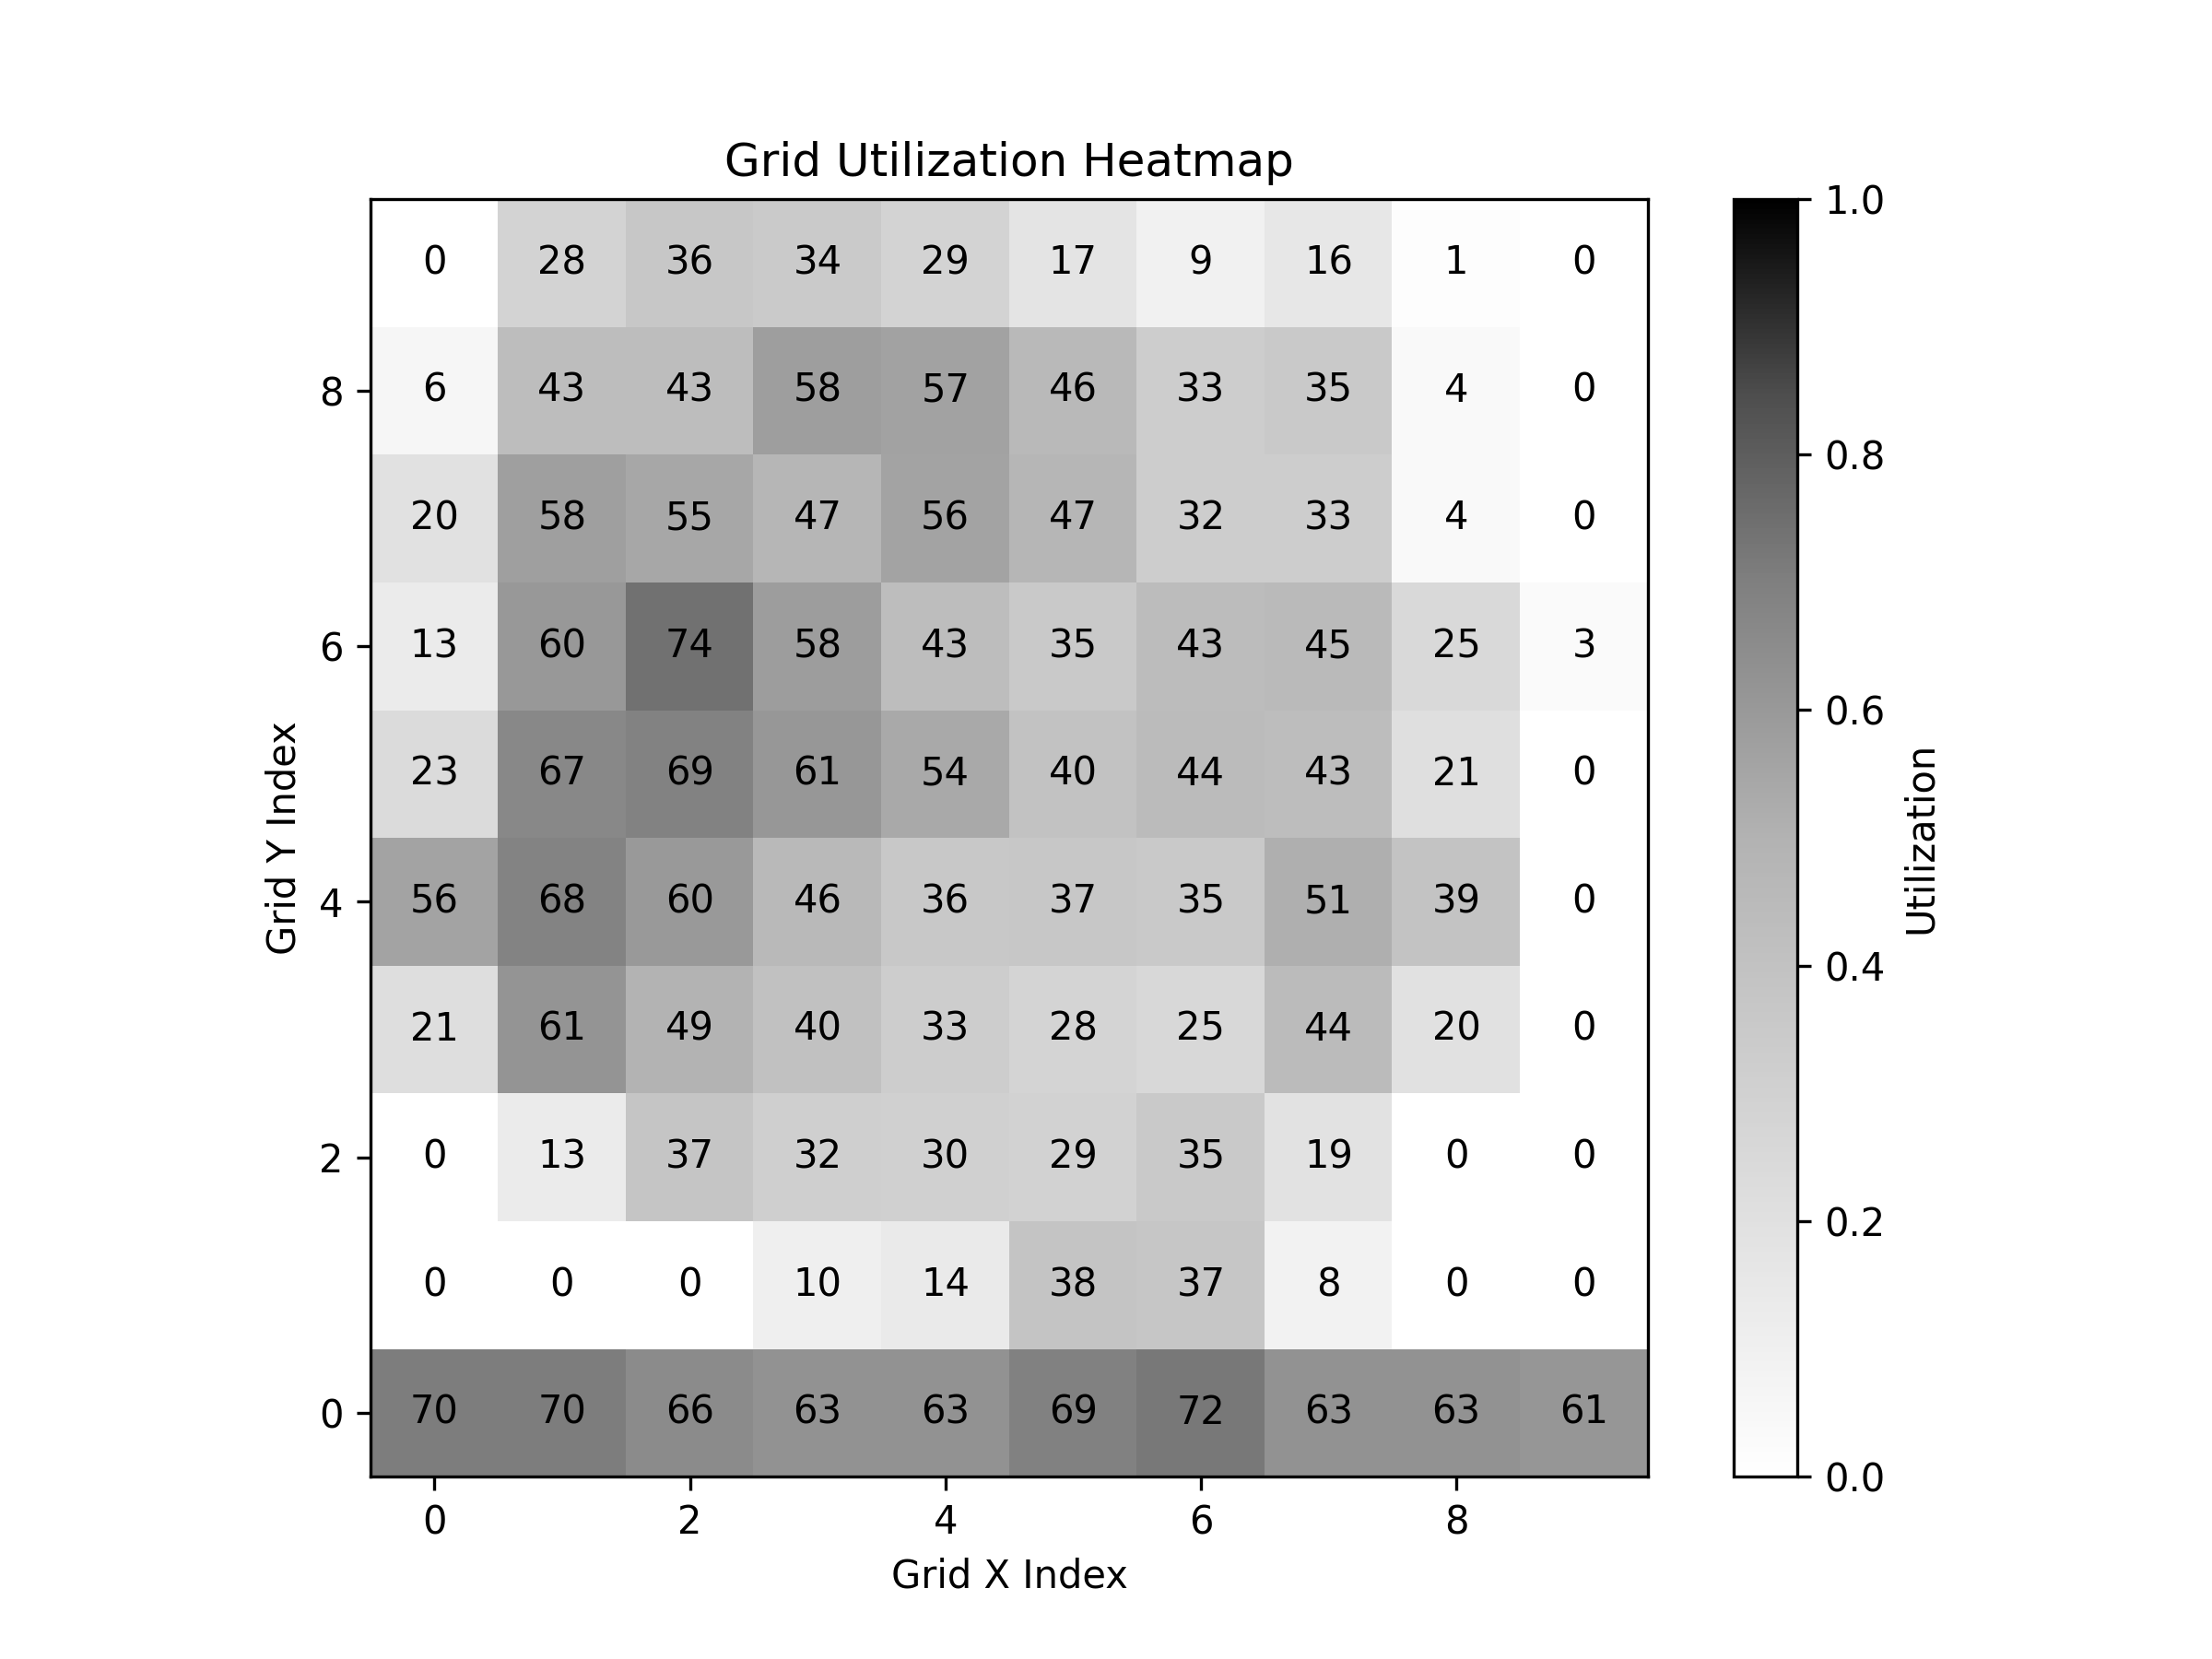 Grid Utilization Heatmap
0 28 36 34 29 17 9 16 1 0
8 6 43 43 58 57 46 33 35 4 0
20 58 55 47 56 47 32 33 4 0
6 13 60 74 58 43 35 43 45 25 3
23 67 69 61 54 40 44 43 21 0
4 56 68 60 46 36 37 35 51 39 0
21 61 49 40 33 28 25 44 20 0
2 0 13 37 32 30 29 35 19 0 0
0 0 0 10 14 38 37 8 0 0
0 70 70 66 63 63 69 72 63 63 61
0 2 4 6 8
Grid X Index
Grid Y Index
1.0
0.8
0.6
0.4
0.2
0.0
Utilization